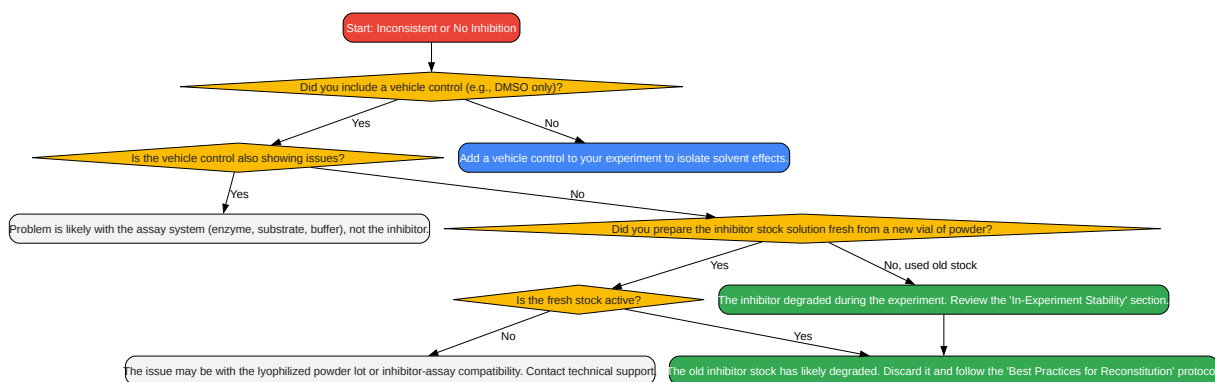 Start: Inconsistent or No Inhibition
Did you include a vehicle control (e.g., DMSO only)?
Yes
No
Is the vehicle control also showing issues?
Add a vehicle control to your experiment to isolate solvent effects.
Yes
No
Problem is likely with the assay system (enzyme, substrate, buffer), not the inhibitor.
Did you prepare the inhibitor stock solution fresh from a new vial of powder?
Yes
No, used old stock
Is the fresh stock active?
The inhibitor degraded during the experiment. Review the 'In-Experiment Stability' section.
No
Yes
The issue may be with the lyophilized powder lot or inhibitor-assay compatibility. Contact technical support.
The old inhibitor stock has likely degraded. Discard it and follow the 'Best Practices for Reconstitution' protoco